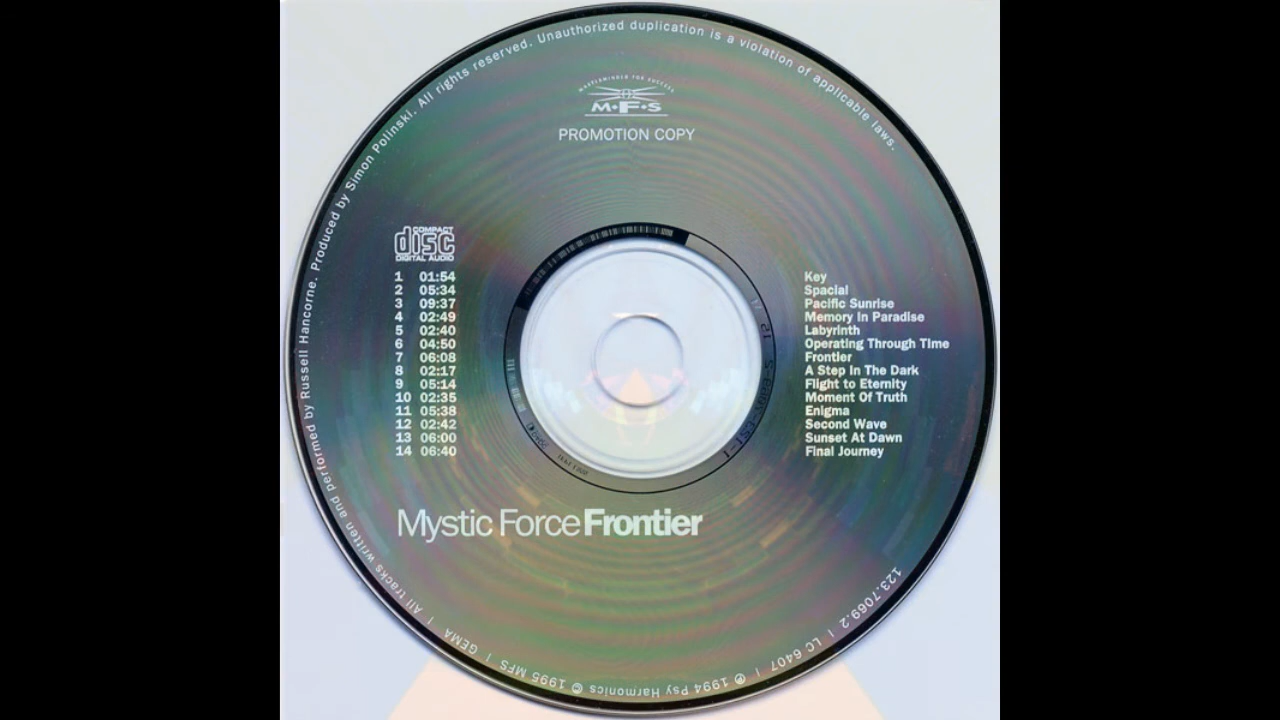 All tracks written and performed by Russell Hancorne. Produced by Simon Polinski. All rights reserved. Unauthorized duplication is a violation of applicable laws.
MASTERMINDED FOR SUCCESS
M·F·S
PROMOTION COPY
COMPACT
disc
DIGITAL AUDIO
1 01:54 Key
2 05:34 Spacial
3 09:37 Pacific Sunrise
4 02:49 Memory In Paradise
5 02:40 Labyrinth
6 04:50 Operating Through Time
7 06:08 Frontier
8 02:17 A Step In The Dark
9 05:14 Flight to Eternity
10 02:35 Moment Of Truth
11 05:38 Enigma
12 02:42 Second Wave
13 06:00 Sunset At Dawn
14 06:40 Final Journey
Mystic Force Frontier
123.7069.2 | LC 6407 | ℗ 1994 Psy Harmonics © 1995 MFS | GEMA |